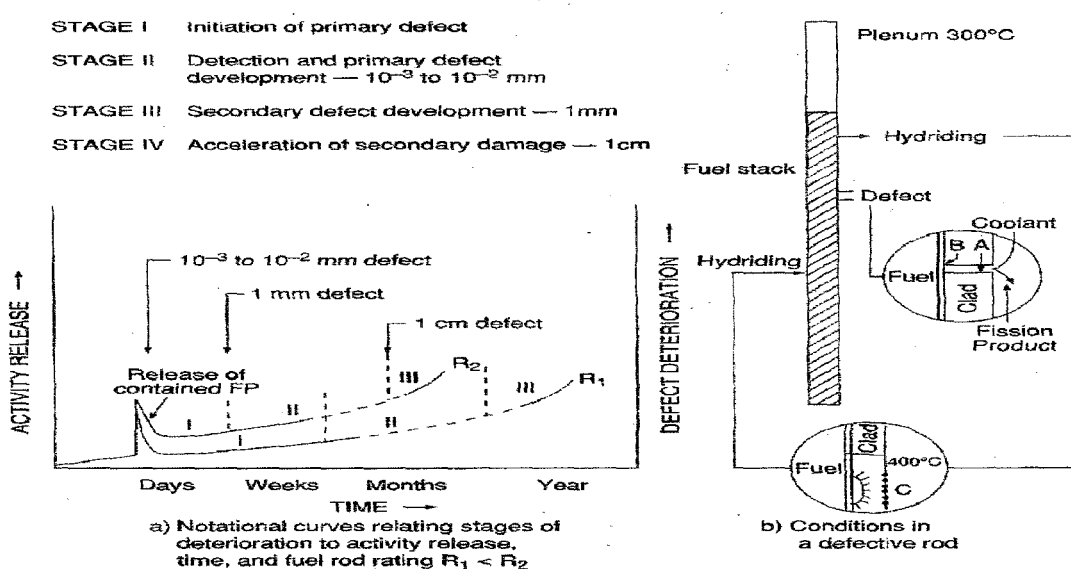 STAGE I Initiation of primary defect
STAGE II Detection and primary defect
development — 10⁻³ to 10⁻² mm
STAGE III Secondary defect development — 1mm
STAGE IV Acceleration of secondary damage — 1cm
ACTIVITY RELEASE →
10⁻³ to 10⁻² mm defect
1 mm defect
1 cm defect
Release of
contained FP
I
II
III
R₂
I
II
III
R₁
DEFECT DETERIORATION →
Days Weeks Months Year
TIME →
a) Notational curves relating stages of
deterioration to activity release,
time, and fuel rod rating R₁ < R₂
Plenum 300°C
Hydriding
Fuel stack
Defect
Coolant
Hydriding
B A
Fuel
Clad
Fission
Product
Clad
Fuel
400°C
C
b) Conditions in
a defective rod